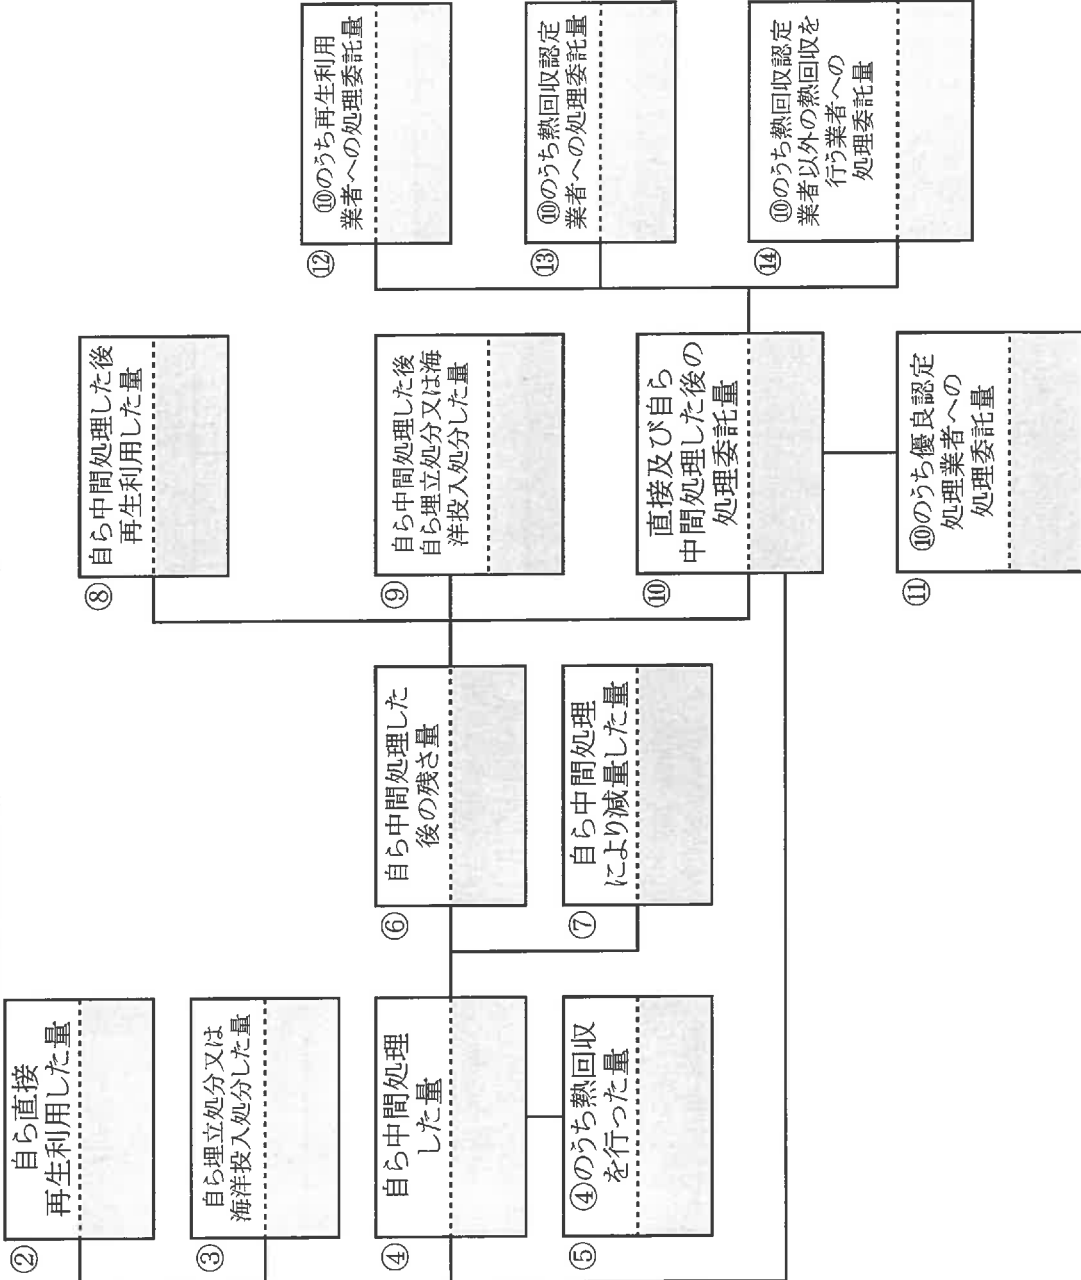 ②
自ら直接
再生利用した量
③
自ら埋立処分又は
海洋投入処分した量
④
自ら中間処理
した量
⑤
④のうち熱回収
を行った量
⑥
自ら中間処理した
後の残さ量
⑦
自ら中間処理
により減量した量
⑧
自ら中間処理した後
再生利用した量
⑨
自ら中間処理した後
自ら埋立処分又は海
洋投入処分した量
⑩
直接及び自ら
中間処理した後の
処理委託量
⑪
⑩のうち優良認定
処理業者への
処理委託量
⑫
⑩のうち再生利用
業者への処理委託量
⑬
⑩のうち熱回収認定
業者への処理委託量
⑭
⑩のうち熱回収認定
業者以外の熱回収を
行う業者への
処理委託量